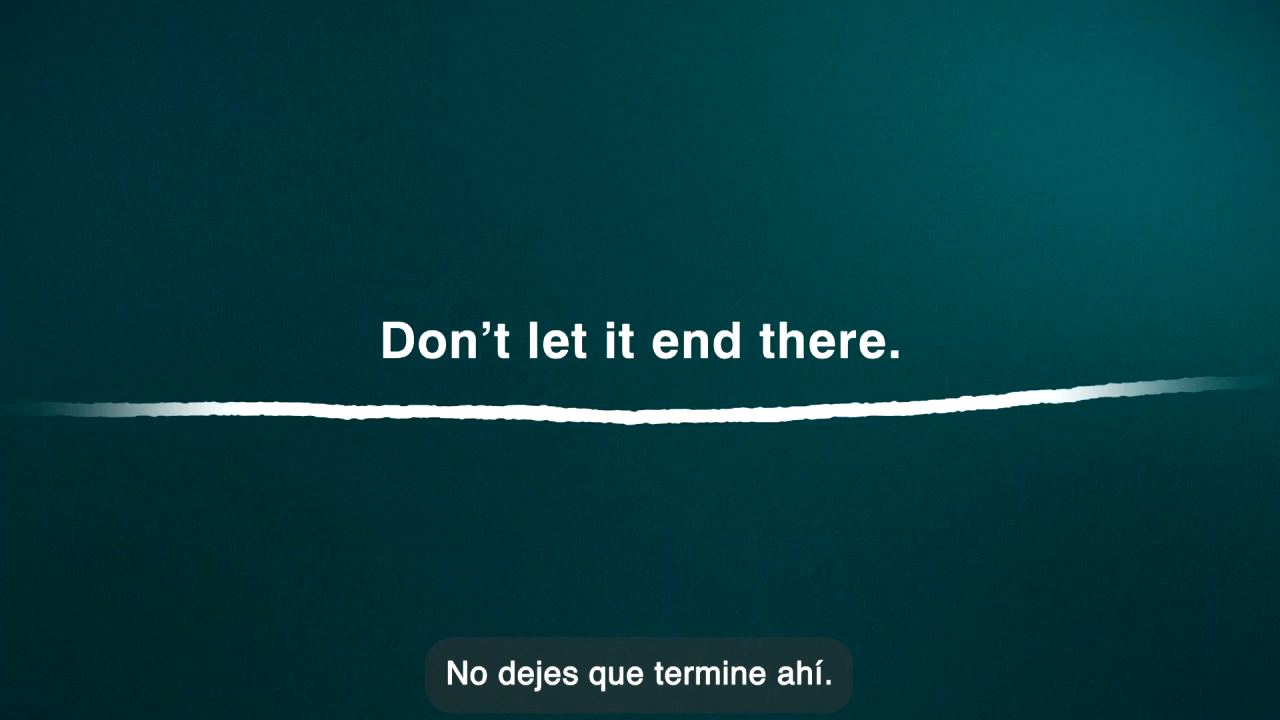 Don’t let it end there.
No dejes que termine ahí.